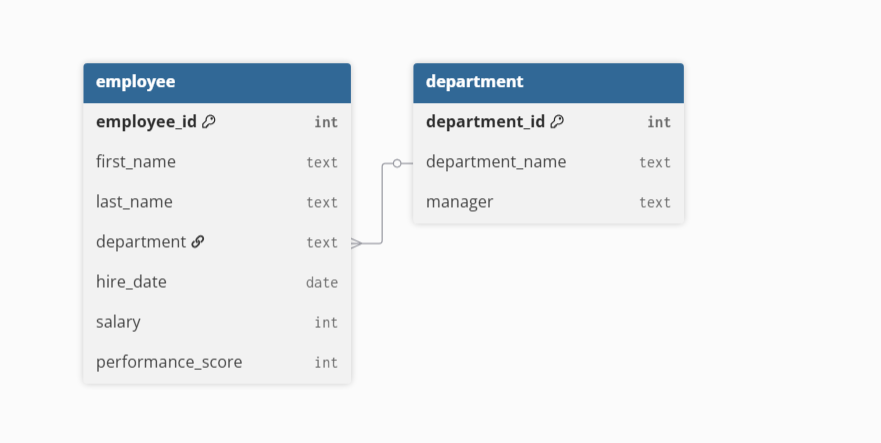 employee
employee_id int
first_name text
last_name text
department text
hire_date date
salary int
performance_score int
department
department_id int
department_name text
manager text